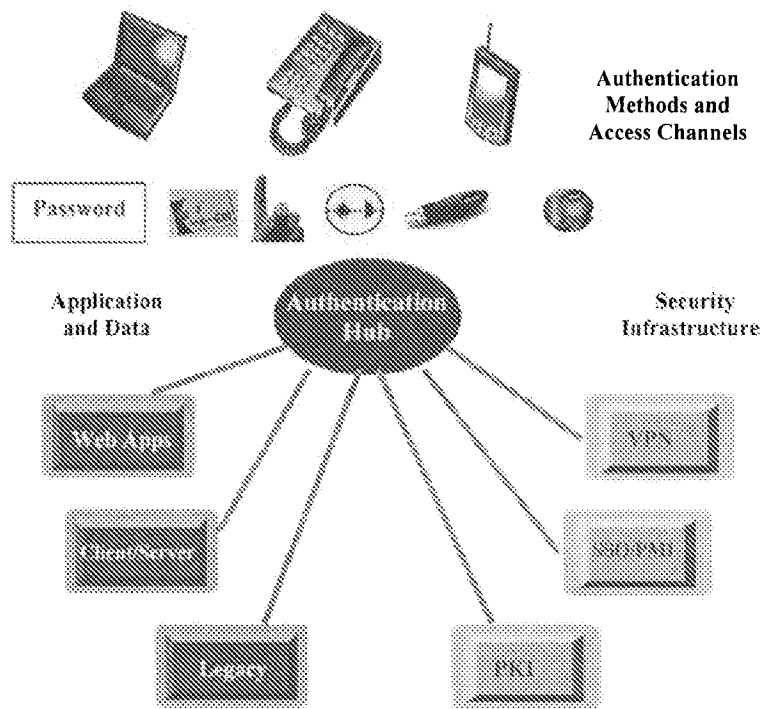 Authentication
Methods and
Access Channels
Password
Application
and Data
Authentication
Hub
Security
Infrastructure
Web Apps
VPN
Client/Server
SSO/PMI
Legacy
PKI